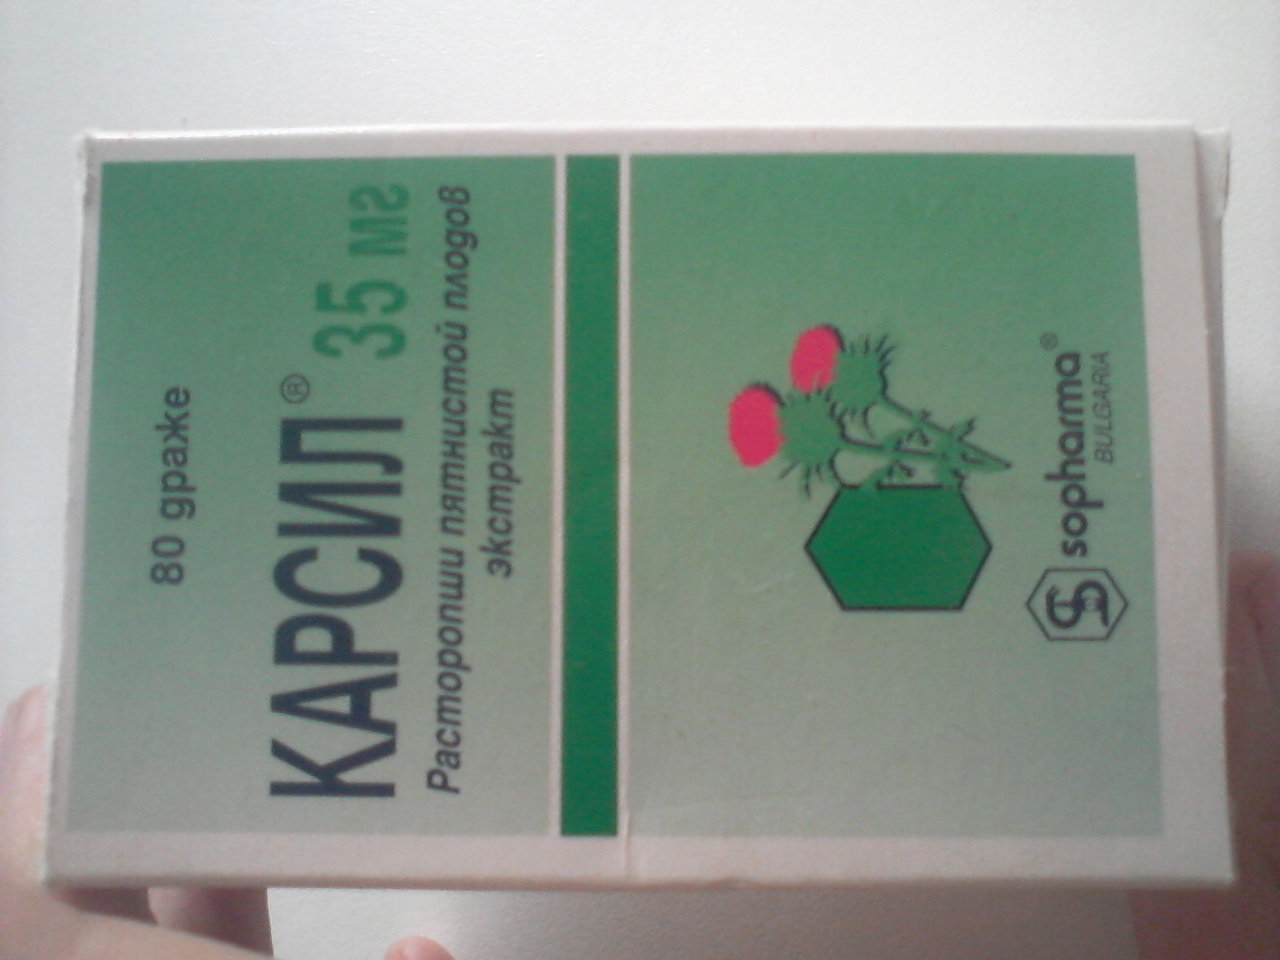 80 драже
КАРСИЛ® 35 мг
Расторопши пятнистой плодов
экстракт
sopharma®
BULGARIA